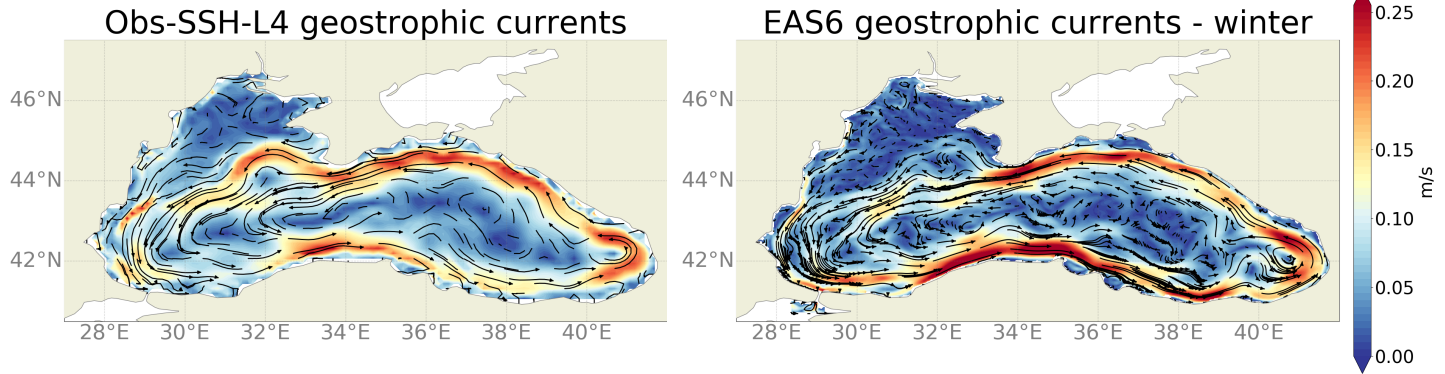 Obs-SSH-L4 geostrophic currents
46°N
44°N
42°N
28°E 30°E 32°E 34°E 36°E 38°E 40°E
EAS6 geostrophic currents - winter
46°N
44°N
42°N
28°E 30°E 32°E 34°E 36°E 38°E 40°E
0.25
0.20
0.15
0.10
0.05
0.00
m/s